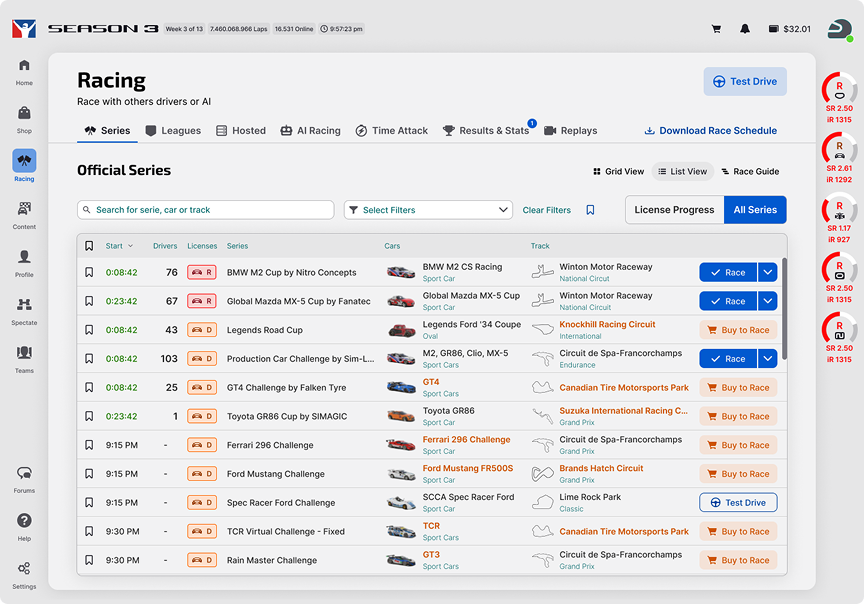 SEASON 3 Week 3 of 13 7.460.068.966 Laps 16.531 Online 9:57:23 pm $32.01
Home
Shop
Racing
Content
Profile
Spectate
Teams
Forums
Help
Settings
Racing
Race with others drivers or AI
Test Drive
Series Leagues Hosted AI Racing Time Attack Results & Stats 1 Replays Download Race Schedule
Official Series Grid View List View Race Guide
Search for serie, car or track Select Filters Clear Filters License Progress All Series
Start Drivers Licenses Series Cars Track
0:08:42 76 R BMW M2 Cup by Nitro Concepts BMW M2 CS Racing Winton Motor Raceway Race
Sport Car National Circut
0:23:42 67 R Global Mazda MX-5 Cup by Fanatec Global Mazda MX-5 Cup Winton Motor Raceway Race
Sport Car National Circut
0:08:42 43 D Legends Road Cup Legends Ford '34 Coupe Knockhill Racing Circuit Buy to Race
Oval International
0:08:42 103 D Production Car Challenge by Sim-L... M2, GR86, Clio, MX-5 Circuit de Spa-Francorchamps Race
Sport Cars Endurance
0:08:42 25 D GT4 Challenge by Falken Tyre GT4 Canadian Tire Motorsports Park Buy to Race
Sport Cars
0:23:42 1 D Toyota GR86 Cup by SIMAGIC Toyota GR86 Suzuka International Racing C... Buy to Race
Sport Car Grand Prix
9:15 PM - D Ferrari 296 Challenge Ferrari 296 Challenge Circuit de Spa-Francorchamps Buy to Race
Sport Car Grand Prix
9:15 PM - D Ford Mustang Challenge Ford Mustang FR500S Brands Hatch Circuit Buy to Race
Sport Car Grand Prix
9:15 PM - D Spec Racer Ford Challenge SCCA Spec Racer Ford Lime Rock Park Test Drive
Sport Car Classic
9:30 PM - D TCR Virtual Challenge - Fixed TCR Canadian Tire Motorsports Park Buy to Race
Sport Cars
9:30 PM - D Rain Master Challenge GT3 Circuit de Spa-Francorchamps Buy to Race
Sport Cars Grand Prix
R
SR 2.50
iR 1315
R
SR 2.61
iR 1292
R
SR 1.17
iR 927
R
SR 2.50
iR 1315
R
SR 2.50
iR 1315